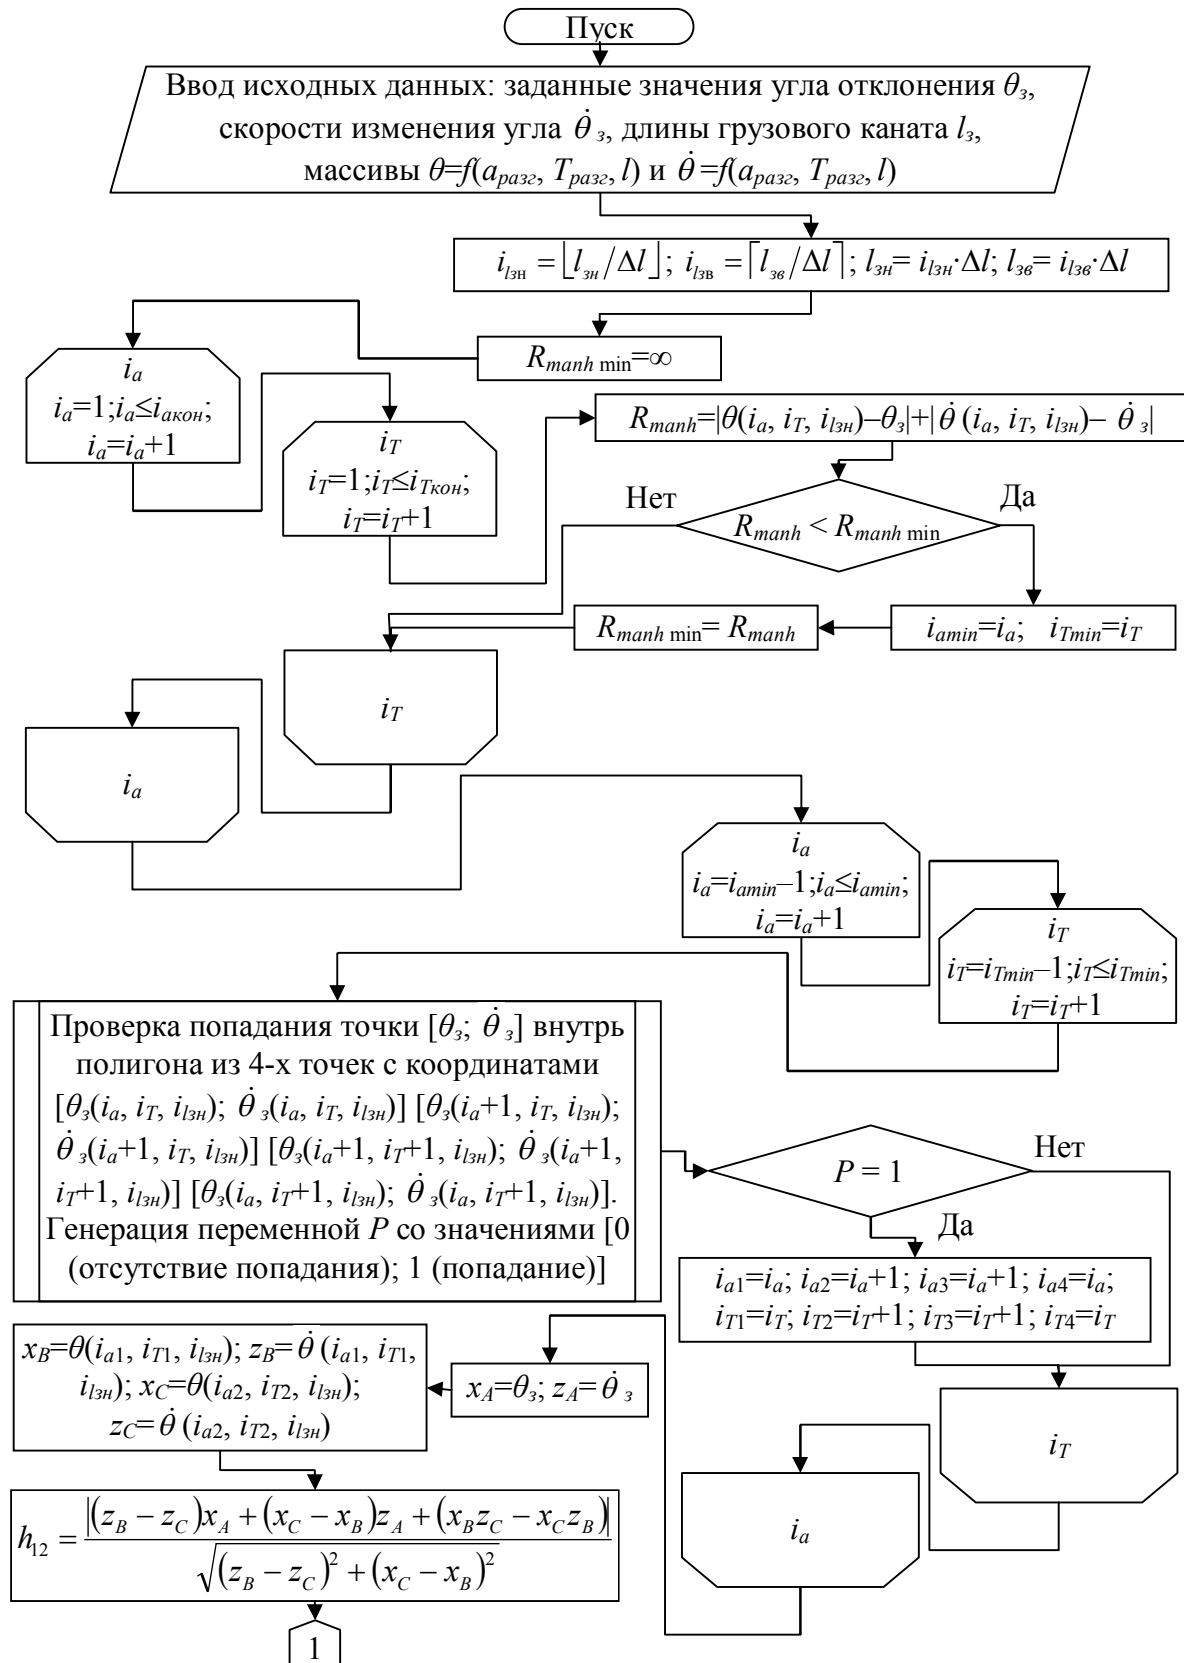 Пуск
Ввод исходных данных: заданные значения угла отклонения θз,
скорости изменения угла θ̇ з, длины грузового каната lз,
массивы θ=f(aразг, Tразг, l) и θ̇=f(aразг, Tразг, l)
ilзн = ⌊lзн/Δl⌋; ilзв = ⌈lзв/Δl⌉; lзн= ilзн·Δl; lзв= ilзв·Δl
Rmanh min=∞
ia
ia=1;ia≤iaкон;
ia=ia+1
iT
iT=1;iT≤iTкон;
iT=iT+1
Rmanh=|θ(ia, iT, ilзн)–θз|+|θ̇ (ia, iT, ilзн)– θ̇ з|
Нет
Да
Rmanh < Rmanh min
iamin=ia; iTmin=iT
Rmanh min= Rmanh
iT
ia
ia
ia=iamin–1;ia≤iamin;
ia=ia+1
iT
iT=iTmin–1;iT≤iTmin;
iT=iT+1
Проверка попадания точки [θз; θ̇ з] внутрь
полигона из 4-х точек с координатами
[θз(ia, iT, ilзн); θ̇ з(ia, iT, ilзн)] [θз(ia+1, iT, ilзн);
θ̇ з(ia+1, iT, ilзн)] [θз(ia+1, iT+1, ilзн); θ̇ з(ia+1,
iT+1, ilзн)] [θз(ia, iT+1, ilзн); θ̇ з(ia, iT+1, ilзн)].
Генерация переменной P со значениями [0
(отсутствие попадания); 1 (попадание)]
P = 1
Нет
Да
ia1=ia; ia2=ia+1; ia3=ia+1; ia4=ia;
iT1=iT; iT2=iT+1; iT3=iT+1; iT4=iT
iT
ia
xA=θз; zA= θ̇ з
xB=θ(ia1, iT1, ilзн); zB= θ̇ (ia1, iT1,
ilзн); xC=θ(ia2, iT2, ilзн);
zC= θ̇ (ia2, iT2, ilзн)
h12 = |(zB − zC)xA + (xC − xB)zA + (xBzC − xCzB)| / √((zB − zC)² + (xC − xB)²)
1